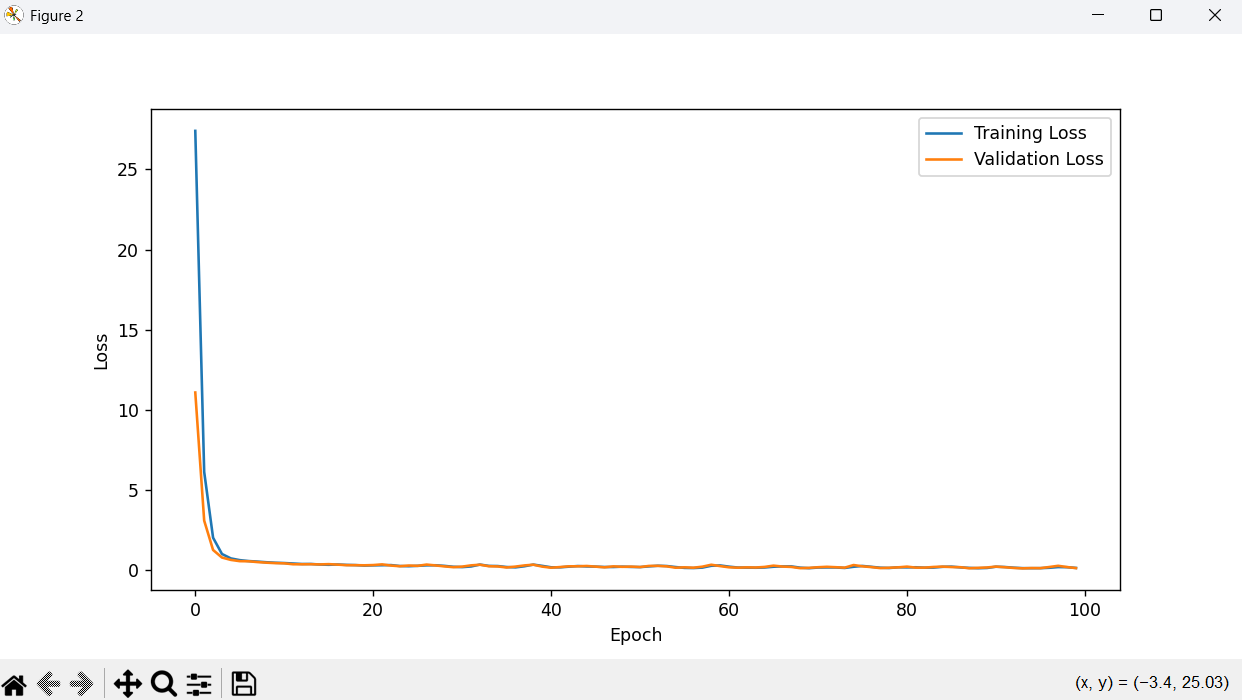 Figure 2
Training Loss
Validation Loss
25
20
15
10
5
0
Loss
0 20 40 60 80 100
Epoch
(x, y) = (−3.4, 25.03)